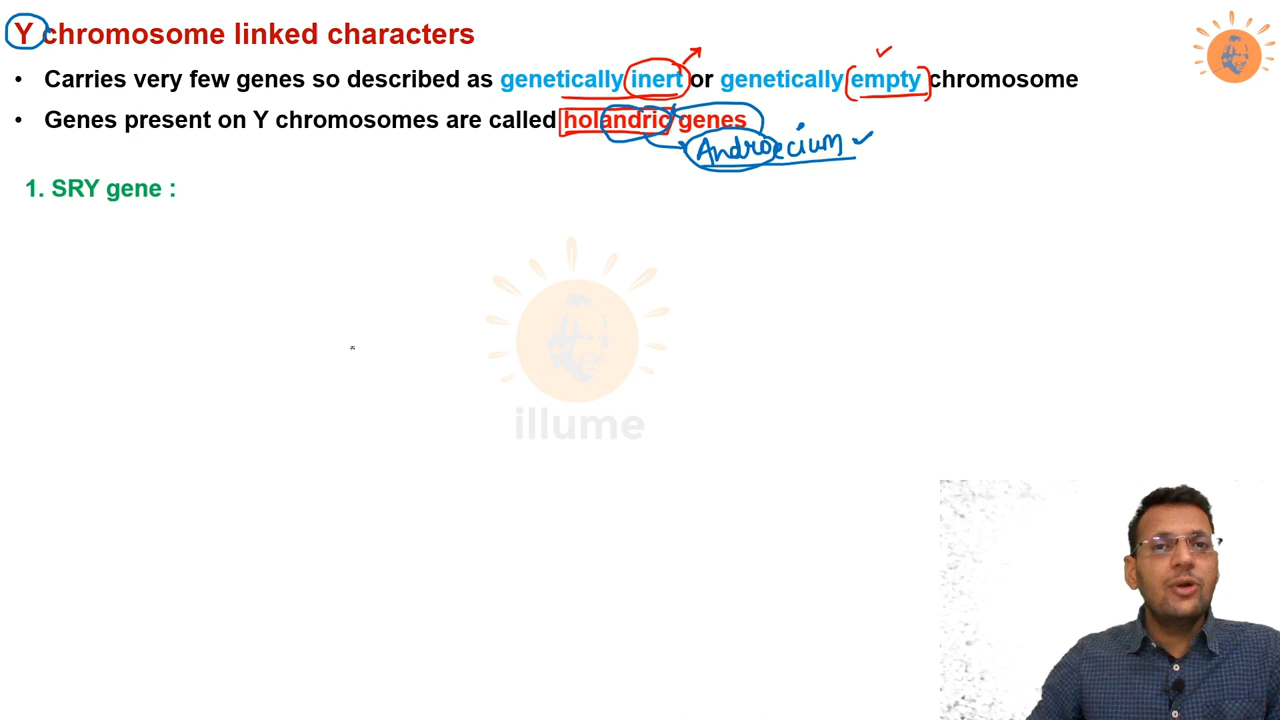 Y chromosome linked characters
• Carries very few genes so described as genetically inert or genetically empty chromosome
• Genes present on Y chromosomes are called holandric genes
Androecium
1. SRY gene :
illume